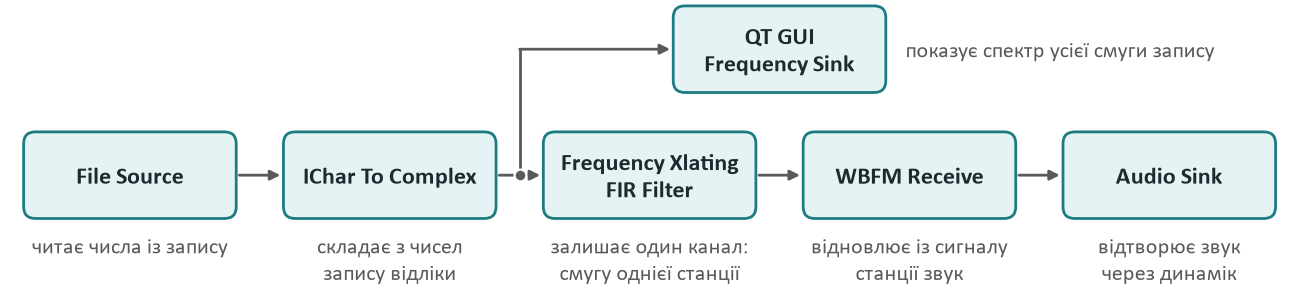 QT GUI
Frequency Sink
показує спектр усієї смуги запису
File Source
IChar To Complex
Frequency Xlating
FIR Filter
WBFM Receive
Audio Sink
читає числа із запису
складає з чисел
запису відліки
залишає один канал:
смугу однієї станції
відновлює із сигналу
станції звук
відтворює звук
через динамік